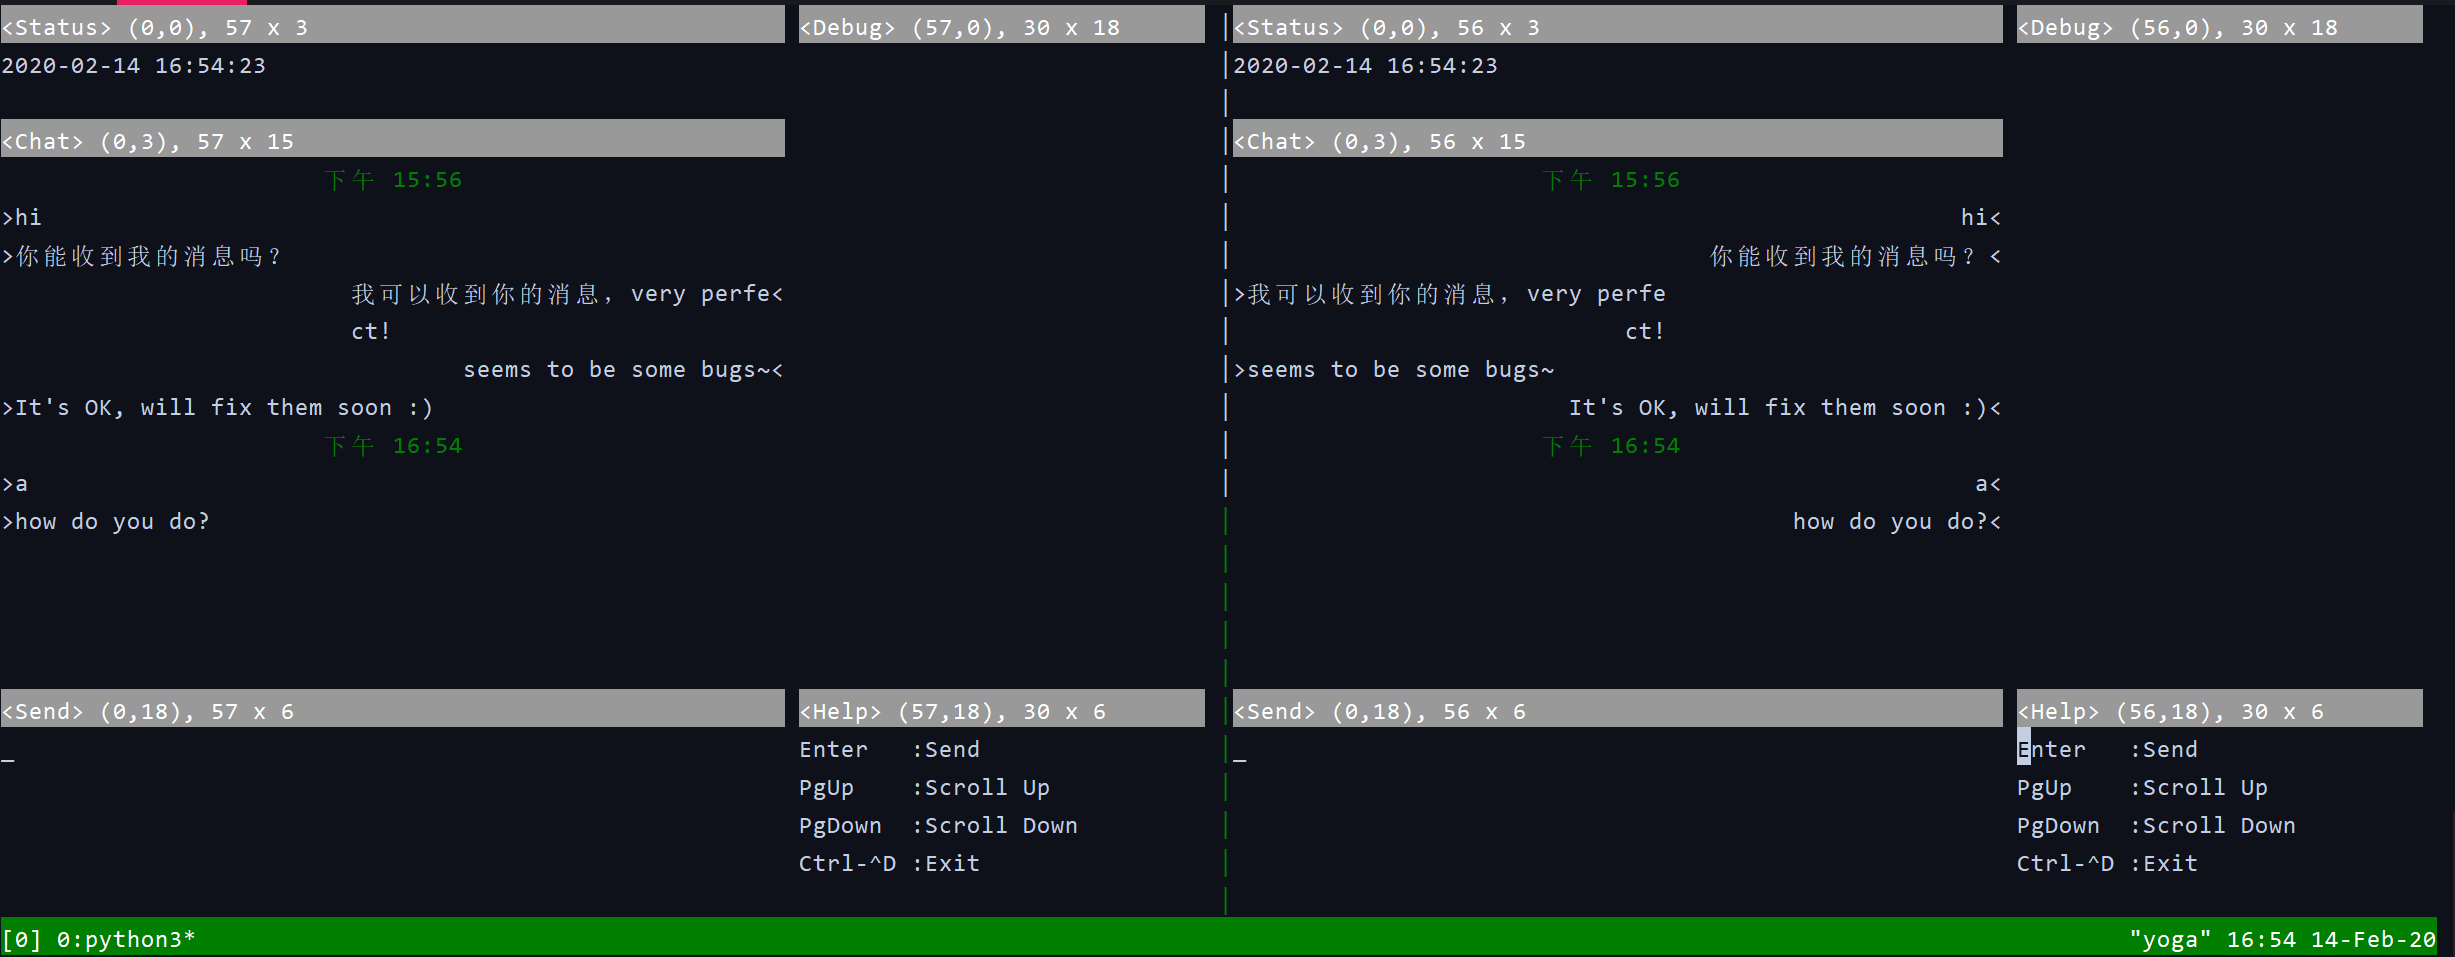 <Status> (0,0), 57 x 3
2020-02-14 16:54:23
<Chat> (0,3), 57 x 15
下午 15:56
>hi
>你能收到我的消息吗?
我可以收到你的消息，very perfe<
ct!
seems to be some bugs~<
>It's OK, will fix them soon :)
下午 16:54
>a
>how do you do?
<Send> (0,18), 57 x 6
_
<Debug> (57,0), 30 x 18
<Help> (57,18), 30 x 6
Enter   :Send
PgUp    :Scroll Up
PgDown  :Scroll Down
Ctrl-^D :Exit
<Status> (0,0), 56 x 3
2020-02-14 16:54:23
<Chat> (0,3), 56 x 15
下午 15:56
hi<
你能收到我的消息吗? <
>我可以收到你的消息，very perfe
ct!
>seems to be some bugs~
It's OK, will fix them soon :)<
下午 16:54
a<
how do you do?<
<Send> (0,18), 56 x 6
_
<Debug> (56,0), 30 x 18
<Help> (56,18), 30 x 6
Enter   :Send
PgUp    :Scroll Up
PgDown  :Scroll Down
Ctrl-^D :Exit
[0] 0:python3*
"yoga" 16:54 14-Feb-20